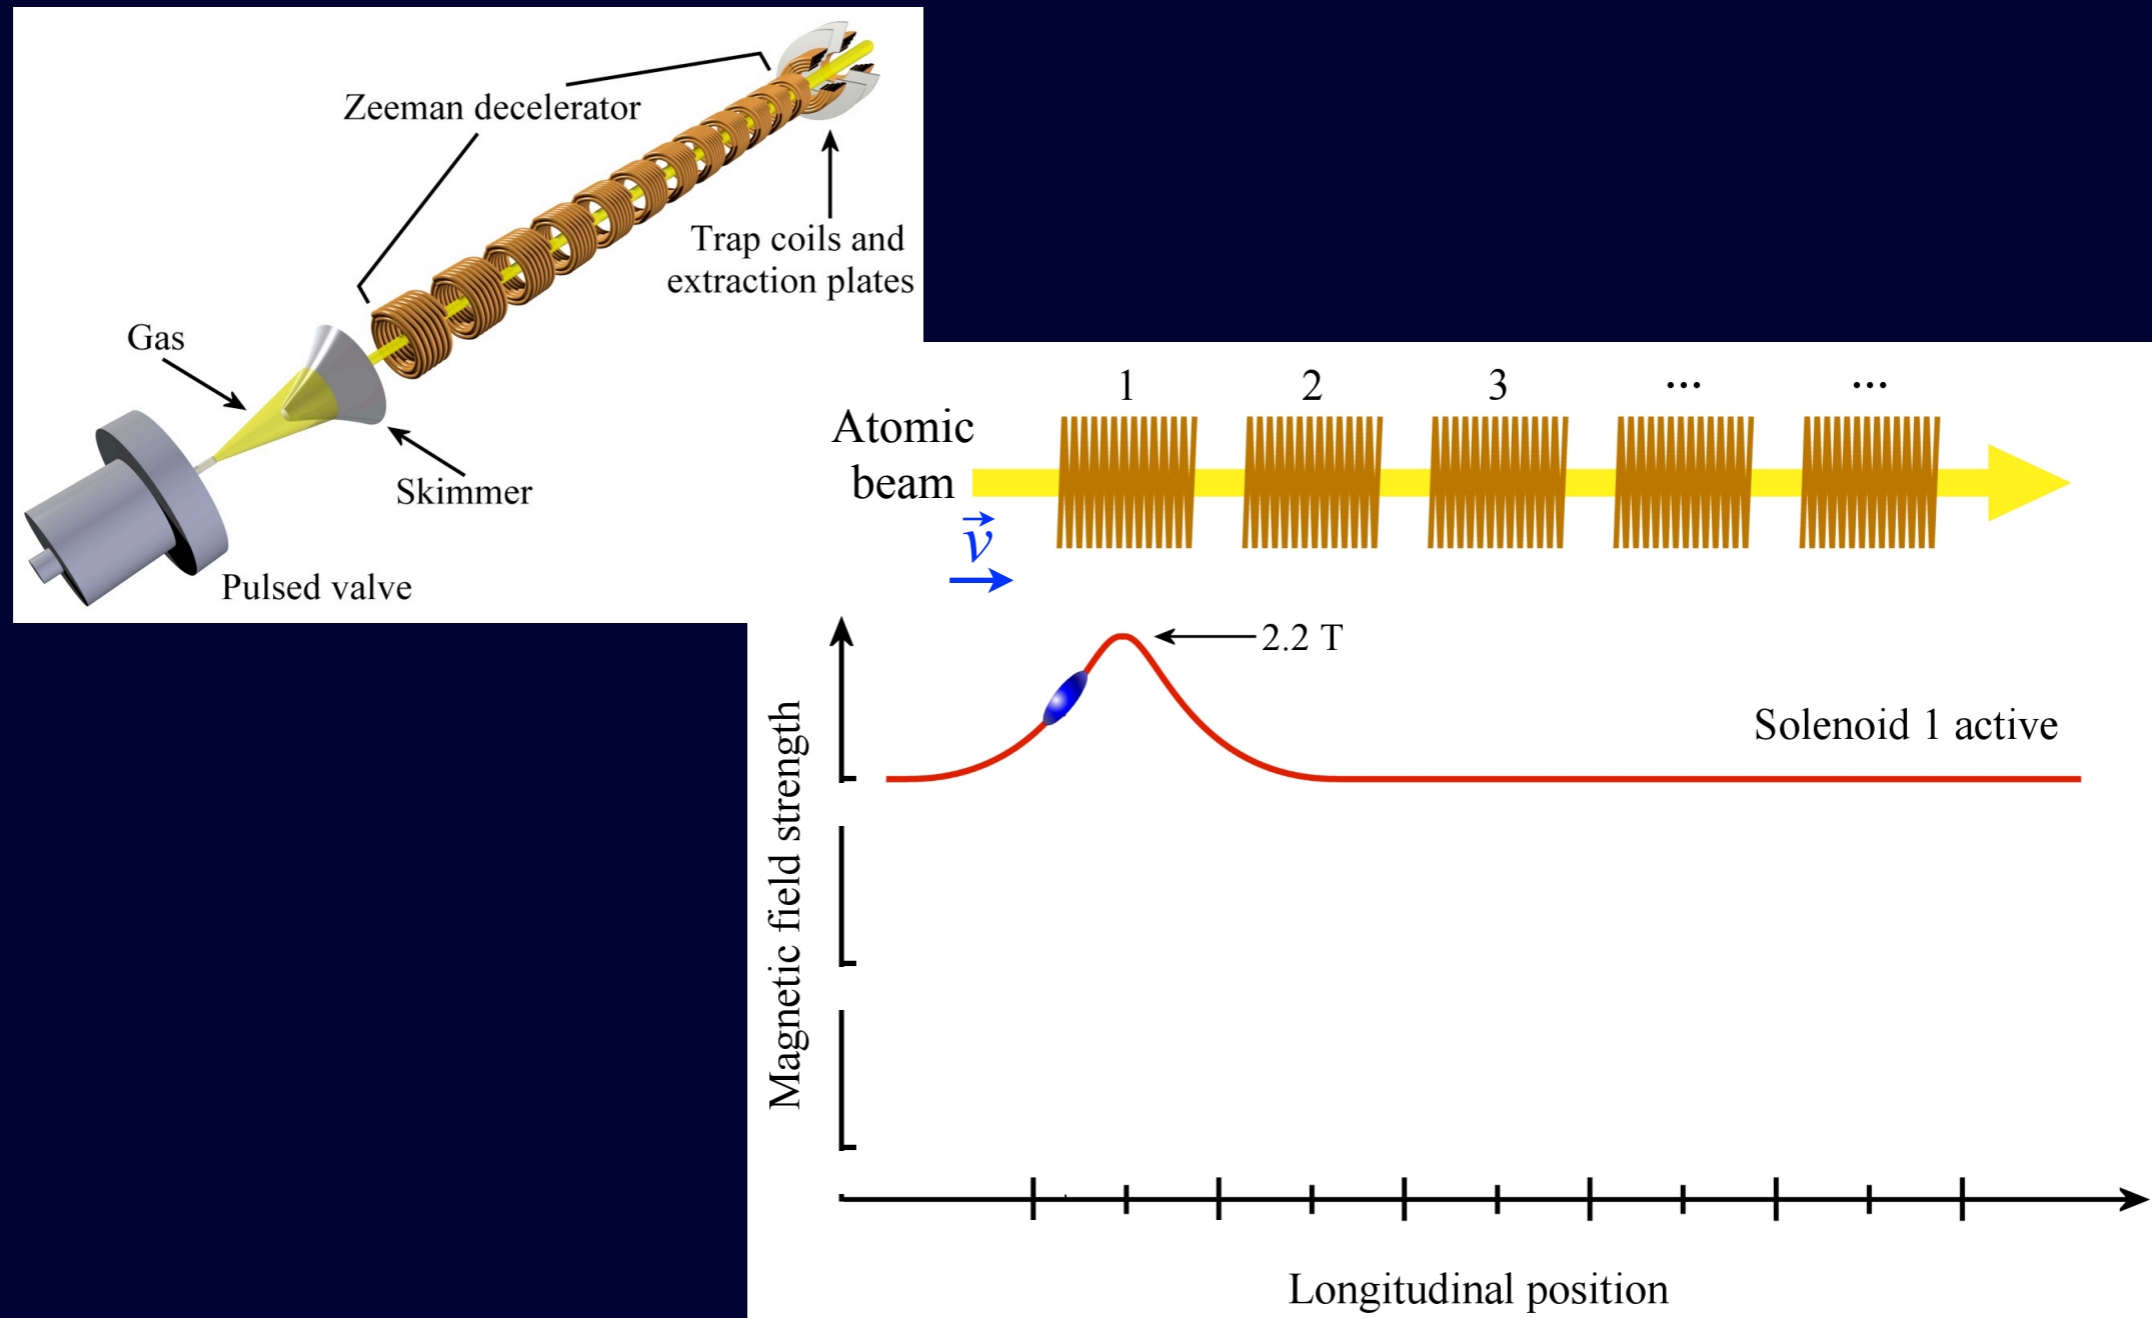 Zeeman decelerator
Trap coils and
extraction plates
Gas
Skimmer
Pulsed valve
1 2 3 ... ...
Atomic
beam
v⃗
2.2 T
Solenoid 1 active
Magnetic field strength
Longitudinal position